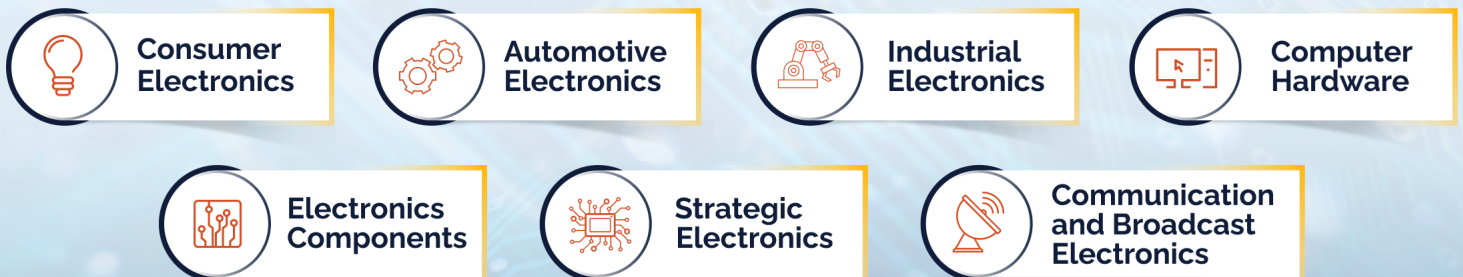 Consumer
Electronics
Automotive
Electronics
Industrial
Electronics
Computer
Hardware
Electronics
Components
Strategic
Electronics
Communication
and Broadcast
Electronics